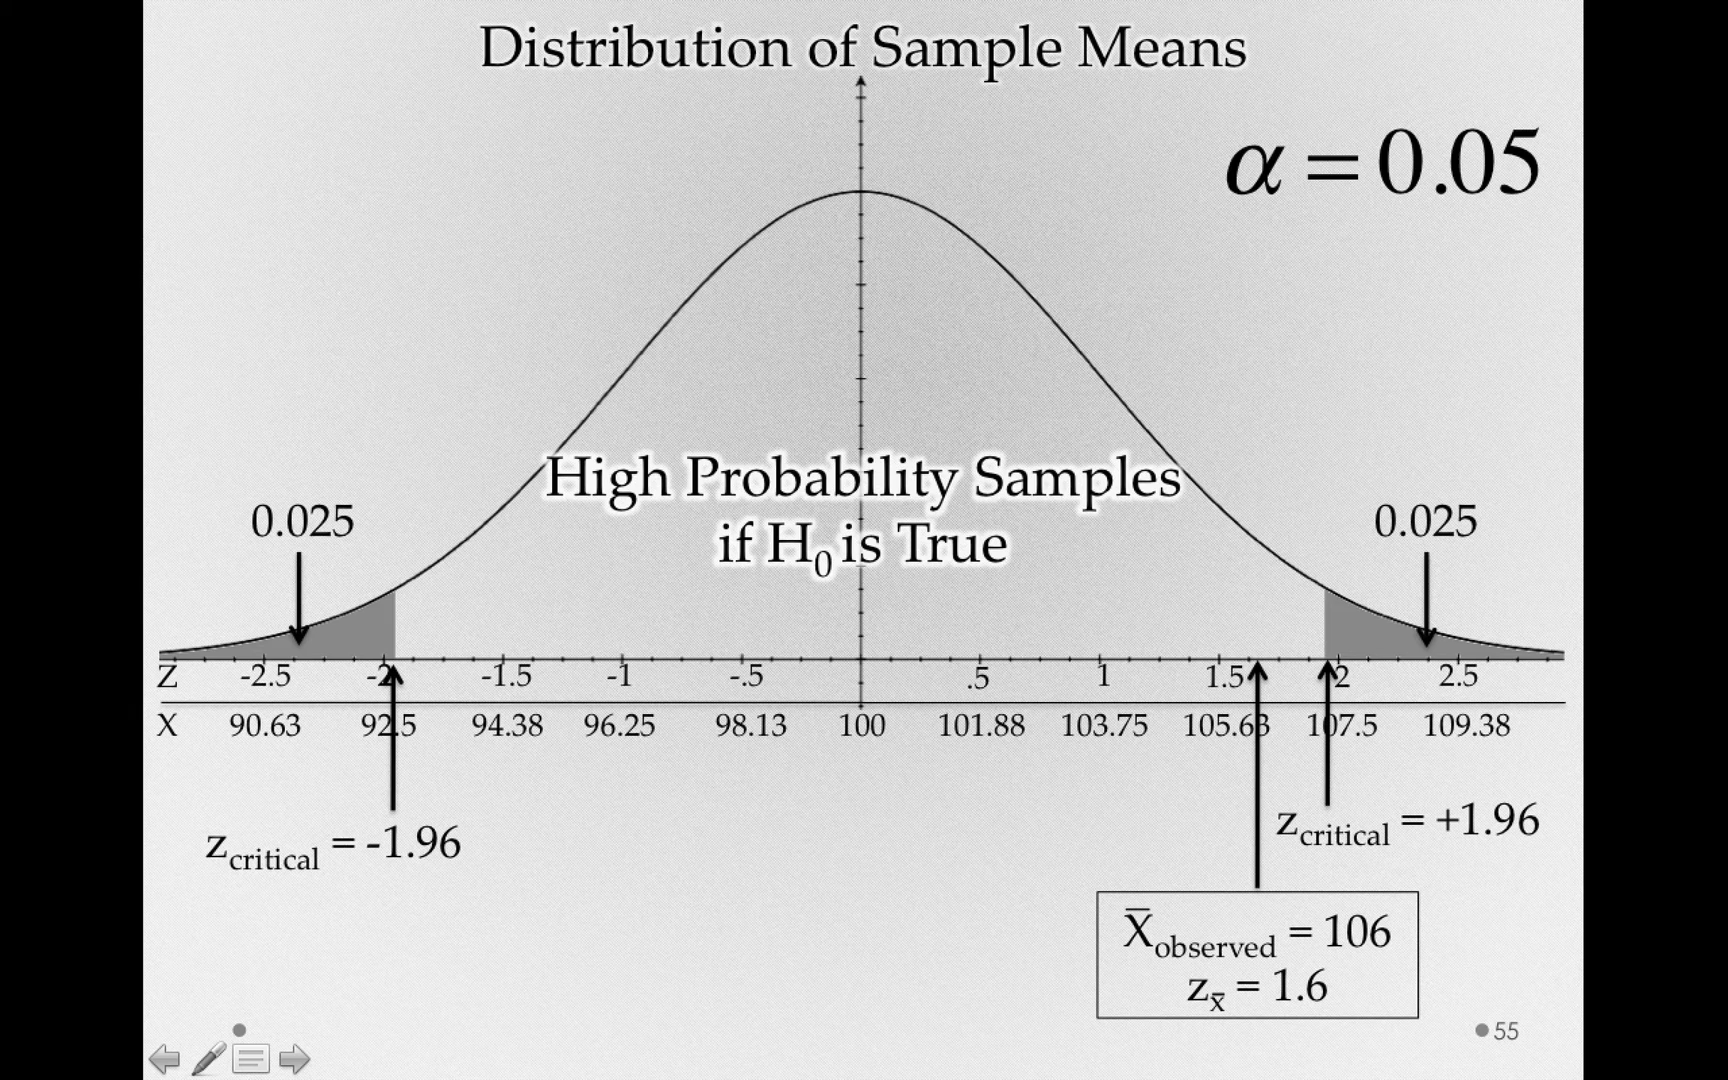 Distribution of Sample Means
α = 0.05
High Probability Samples
if H₀ is True
0.025
0.025
Z -2.5 -2 -1.5 -1 -.5 .5 1 1.5 2 2.5
X 90.63 92.5 94.38 96.25 98.13 100 101.88 103.75 105.63 107.5 109.38
z critical = +1.96
z critical = -1.96
X̄ observed = 106
z x̄ = 1.6
55